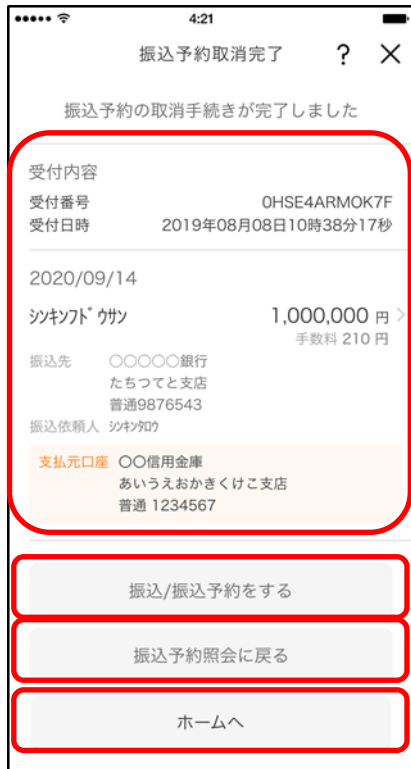 4:21
振込予約取消完了 ? ×
振込予約の取消手続きが完了しました
受付内容
受付番号 0HSE4ARMOK7F
受付日時 2019年08月08日10時38分17秒
2020/09/14
ｼﾝｷﾝﾌﾄﾞｳｻﾝ 1,000,000 円
手数料 210 円
振込先 ○○○○○銀行
たちつてと支店
普通9876543
振込依頼人 ｼﾝｷﾝﾀﾛｳ
支払元口座 〇〇信用金庫
あいうえおかきくけこ支店
普通 1234567
振込/振込予約をする
振込予約照会に戻る
ホームへ